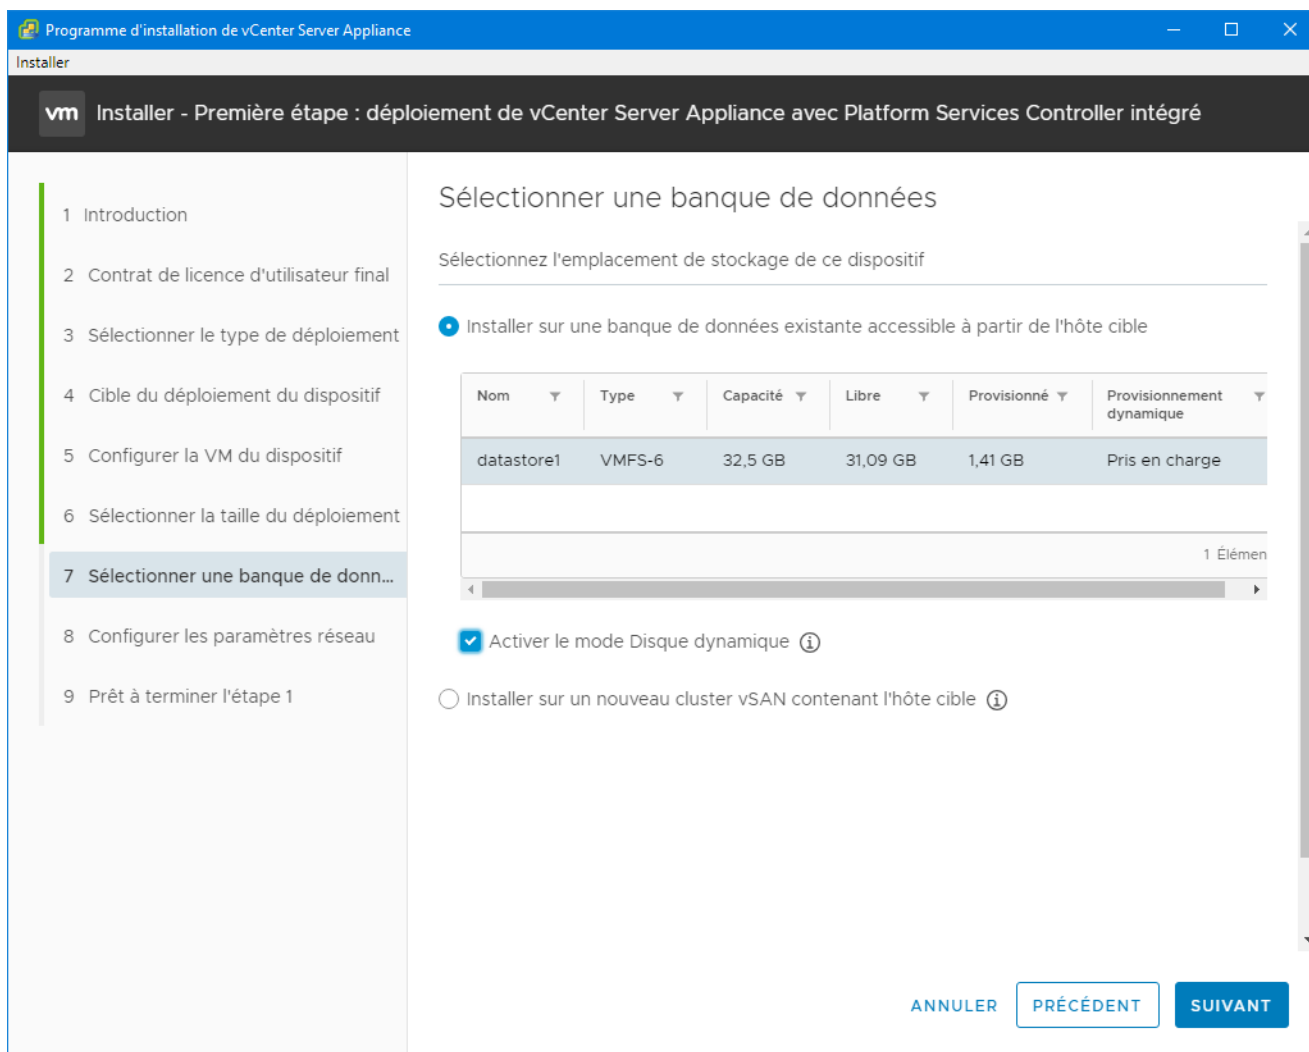 Programme d'installation de vCenter Server Appliance
Installer
vm Installer - Première étape : déploiement de vCenter Server Appliance avec Platform Services Controller intégré
1 Introduction
2 Contrat de licence d'utilisateur final
3 Sélectionner le type de déploiement
4 Cible du déploiement du dispositif
5 Configurer la VM du dispositif
6 Sélectionner la taille du déploiement
7 Sélectionner une banque de donn...
8 Configurer les paramètres réseau
9 Prêt à terminer l'étape 1
Sélectionner une banque de données
Sélectionnez l'emplacement de stockage de ce dispositif
Installer sur une banque de données existante accessible à partir de l'hôte cible
Nom Type Capacité Libre Provisionné Provisionnement
dynamique
datastore1 VMFS-6 32,5 GB 31,09 GB 1,41 GB Pris en charge
1 Élémen
Activer le mode Disque dynamique
Installer sur un nouveau cluster vSAN contenant l'hôte cible
ANNULER PRÉCÉDENT SUIVANT